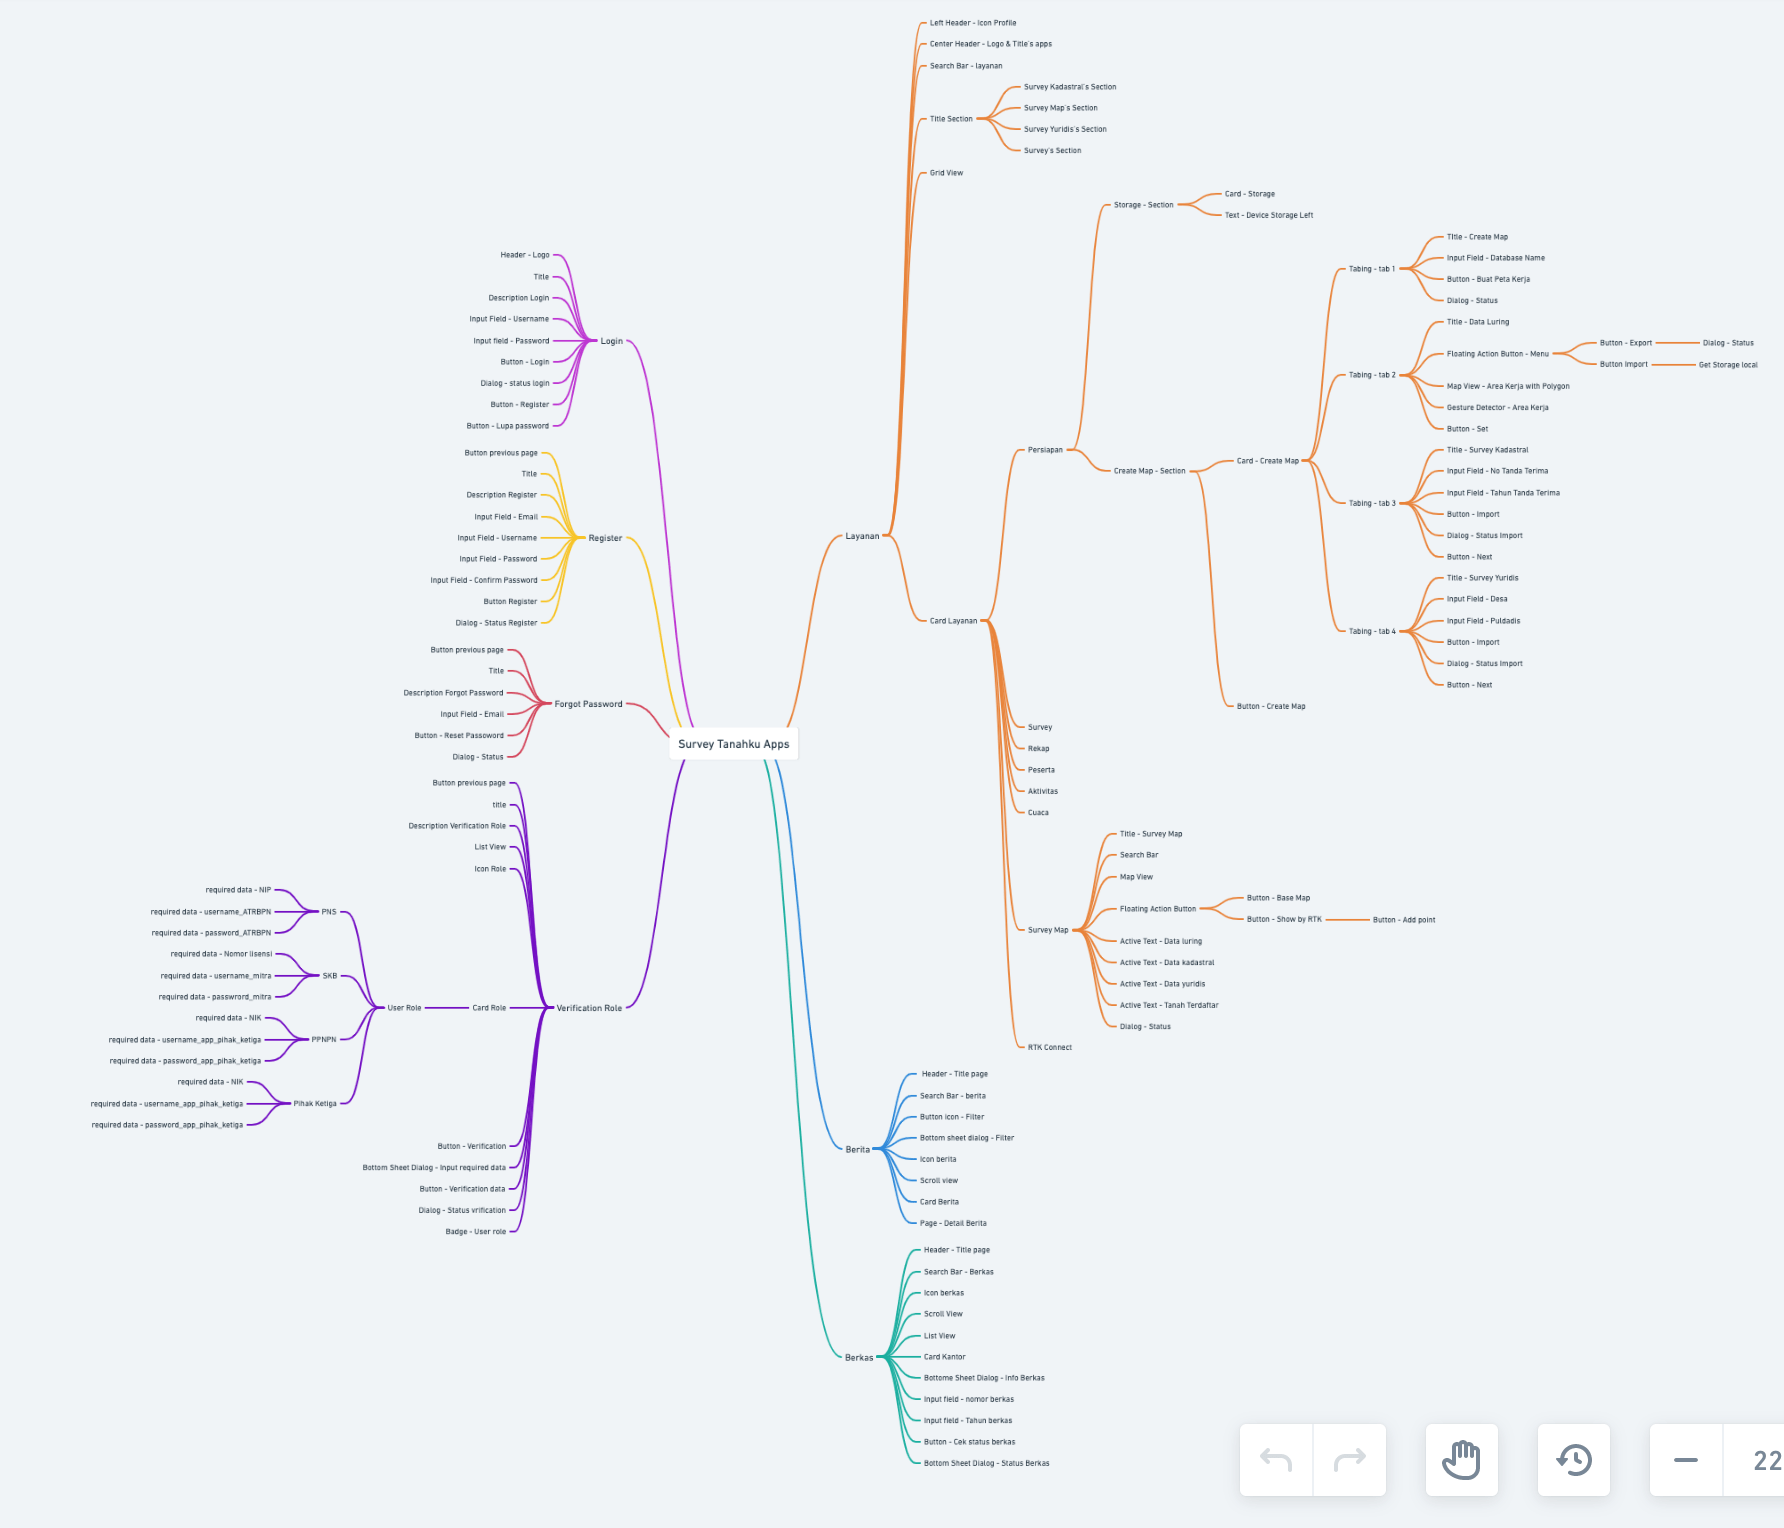 Survey Tanahku Apps
Login
Header - Logo
Title
Description Login
Input Field - Username
Input field - Password
Button - Login
Dialog - status login
Button - Register
Button - Lupa password
Register
Button previous page
Title
Description Register
Input Field - Email
Input Field - Username
Input Field - Password
Input Field - Confirm Password
Button Register
Dialog - Status Register
Forgot Password
Button previous page
Title
Description Forgot Password
Input Field - Email
Button - Reset Passoword
Dialog - Status
Verification Role
Button previous page
title
Description Verification Role
List View
Icon Role
Card Role
User Role
PNS
required data - NIP
required data - username_ATRBPN
required data - password_ATRBPN
SKB
required data - Nomor lisensi
required data - username_mitra
required data - passwrord_mitra
PPNPN
required data - NIK
required data - username_app_pihak_ketiga
required data - password_app_pihak_ketiga
Pihak Ketiga
required data - NIK
required data - username_app_pihak_ketiga
required data - password_app_pihak_ketiga
Button - Verification
Bottom Sheet Dialog - Input required data
Button - Verification data
Dialog - Status vrification
Badge - User role
Layanan
Left Header - Icon Profile
Center Header - Logo & Title's apps
Search Bar - layanan
Title Section
Survey Kadastral's Section
Survey Map's Section
Survey Yuridis's Section
Survey's Section
Grid View
Card Layanan
Persiapan
Storage - Section
Card - Storage
Text - Device Storage Left
Create Map - Section
Card - Create Map
Tabing - tab 1
Title - Create Map
Input Field - Database Name
Button - Buat Peta Kerja
Dialog - Status
Tabing - tab 2
Title - Data Luring
Floating Action Button - Menu
Button - Export
Dialog - Status
Button Import
Get Storage local
Map View - Area Kerja with Polygon
Gesture Detector - Area Kerja
Button - Set
Tabing - tab 3
Title - Survey Kadastral
Input Field - No Tanda Terima
Input Field - Tahun Tanda Terima
Button - Import
Dialog - Status Import
Button - Next
Tabing - tab 4
Title - Survey Yuridis
Input Field - Desa
Input Field - Puldadis
Button - Import
Dialog - Status Import
Button - Next
Button - Create Map
Survey
Rekap
Peserta
Aktivitas
Cuaca
Survey Map
Title - Survey Map
Search Bar
Map View
Floating Action Button
Button - Base Map
Button - Show by RTK
Button - Add point
Active Text - Data luring
Active Text - Data kadastral
Active Text - Data yuridis
Active Text - Tanah Terdaftar
Dialog - Status
RTK Connect
Berita
Header - Title page
Search Bar - berita
Button icon - Filter
Bottom sheet dialog - Filter
Icon berita
Scroll view
Card Berita
Page - Detail Berita
Berkas
Header - Title page
Search Bar - Berkas
Icon berkas
Scroll View
List View
Card Kantor
Bottome Sheet Dialog - Info Berkas
Input field - nomor berkas
Input field - Tahun berkas
Button - Cek status berkas
Bottom Sheet Dialog - Status Berkas
22